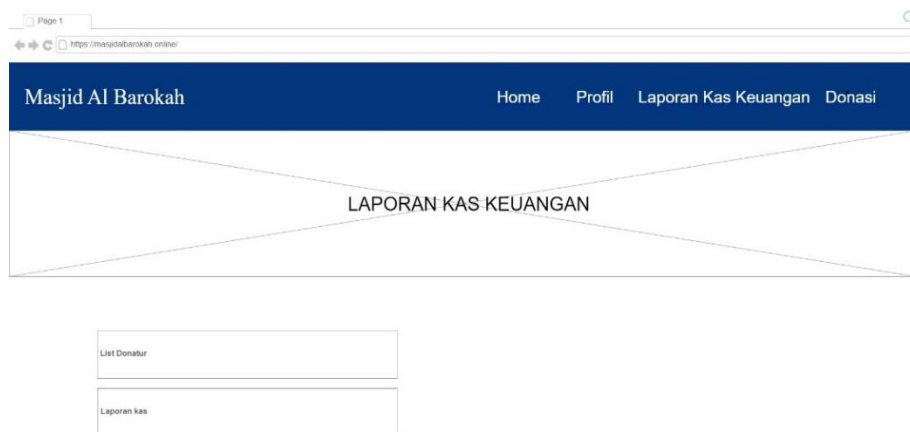 Page 1
https://masjidalbarokah.online/
Masjid Al Barokah Home Profil Laporan Kas Keuangan Donasi
LAPORAN KAS KEUANGAN
List Donatur
Laporan kas